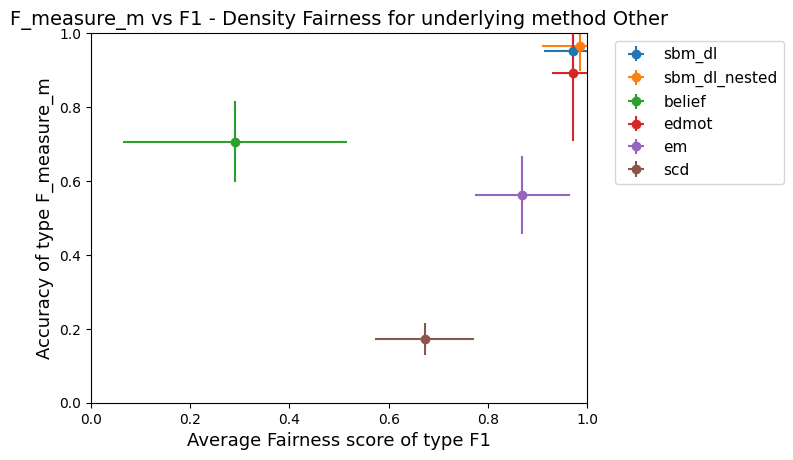 F_measure_m vs F1 - Density Fairness for underlying method Other
Accuracy of type F_measure_m
1.0
0.8
0.6
0.4
0.2
0.0
0.0 0.2 0.4 0.6 0.8 1.0
Average Fairness score of type F1
sbm_dl
sbm_dl_nested
belief
edmot
em
scd